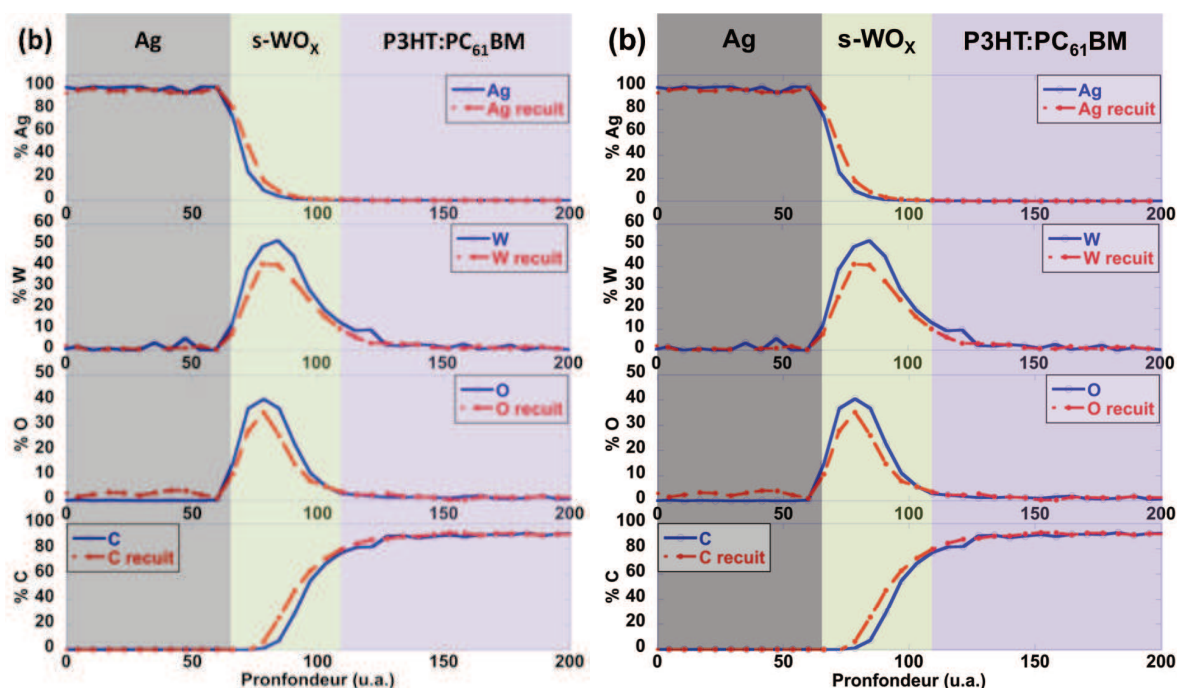 (b) Ag s-WOX P3HT:PC61BM
100
80
60
40
20
0
% Ag
Ag
Ag recuit
0 50 100 150 200
60
50
40
30
20
10
0
% W
W
W recuit
0 50 100 150 200
50
40
30
20
10
0
% O
O
O recuit
0 50 100 150 200
100
80
60
40
20
0
% C
C
C recuit
0 50 100 150 200
Pronfondeur (u.a.)
(b) Ag s-WOX P3HT:PC61BM
100
80
60
40
20
0
% Ag
Ag
Ag recuit
0 50 100 150 200
60
50
40
30
20
10
0
% W
W
W recuit
0 50 100 150 200
50
40
30
20
10
0
% O
O
O recuit
0 50 100 150 200
100
80
60
40
20
0
% C
C
C recuit
0 50 100 150 200
Pronfondeur (u.a.)